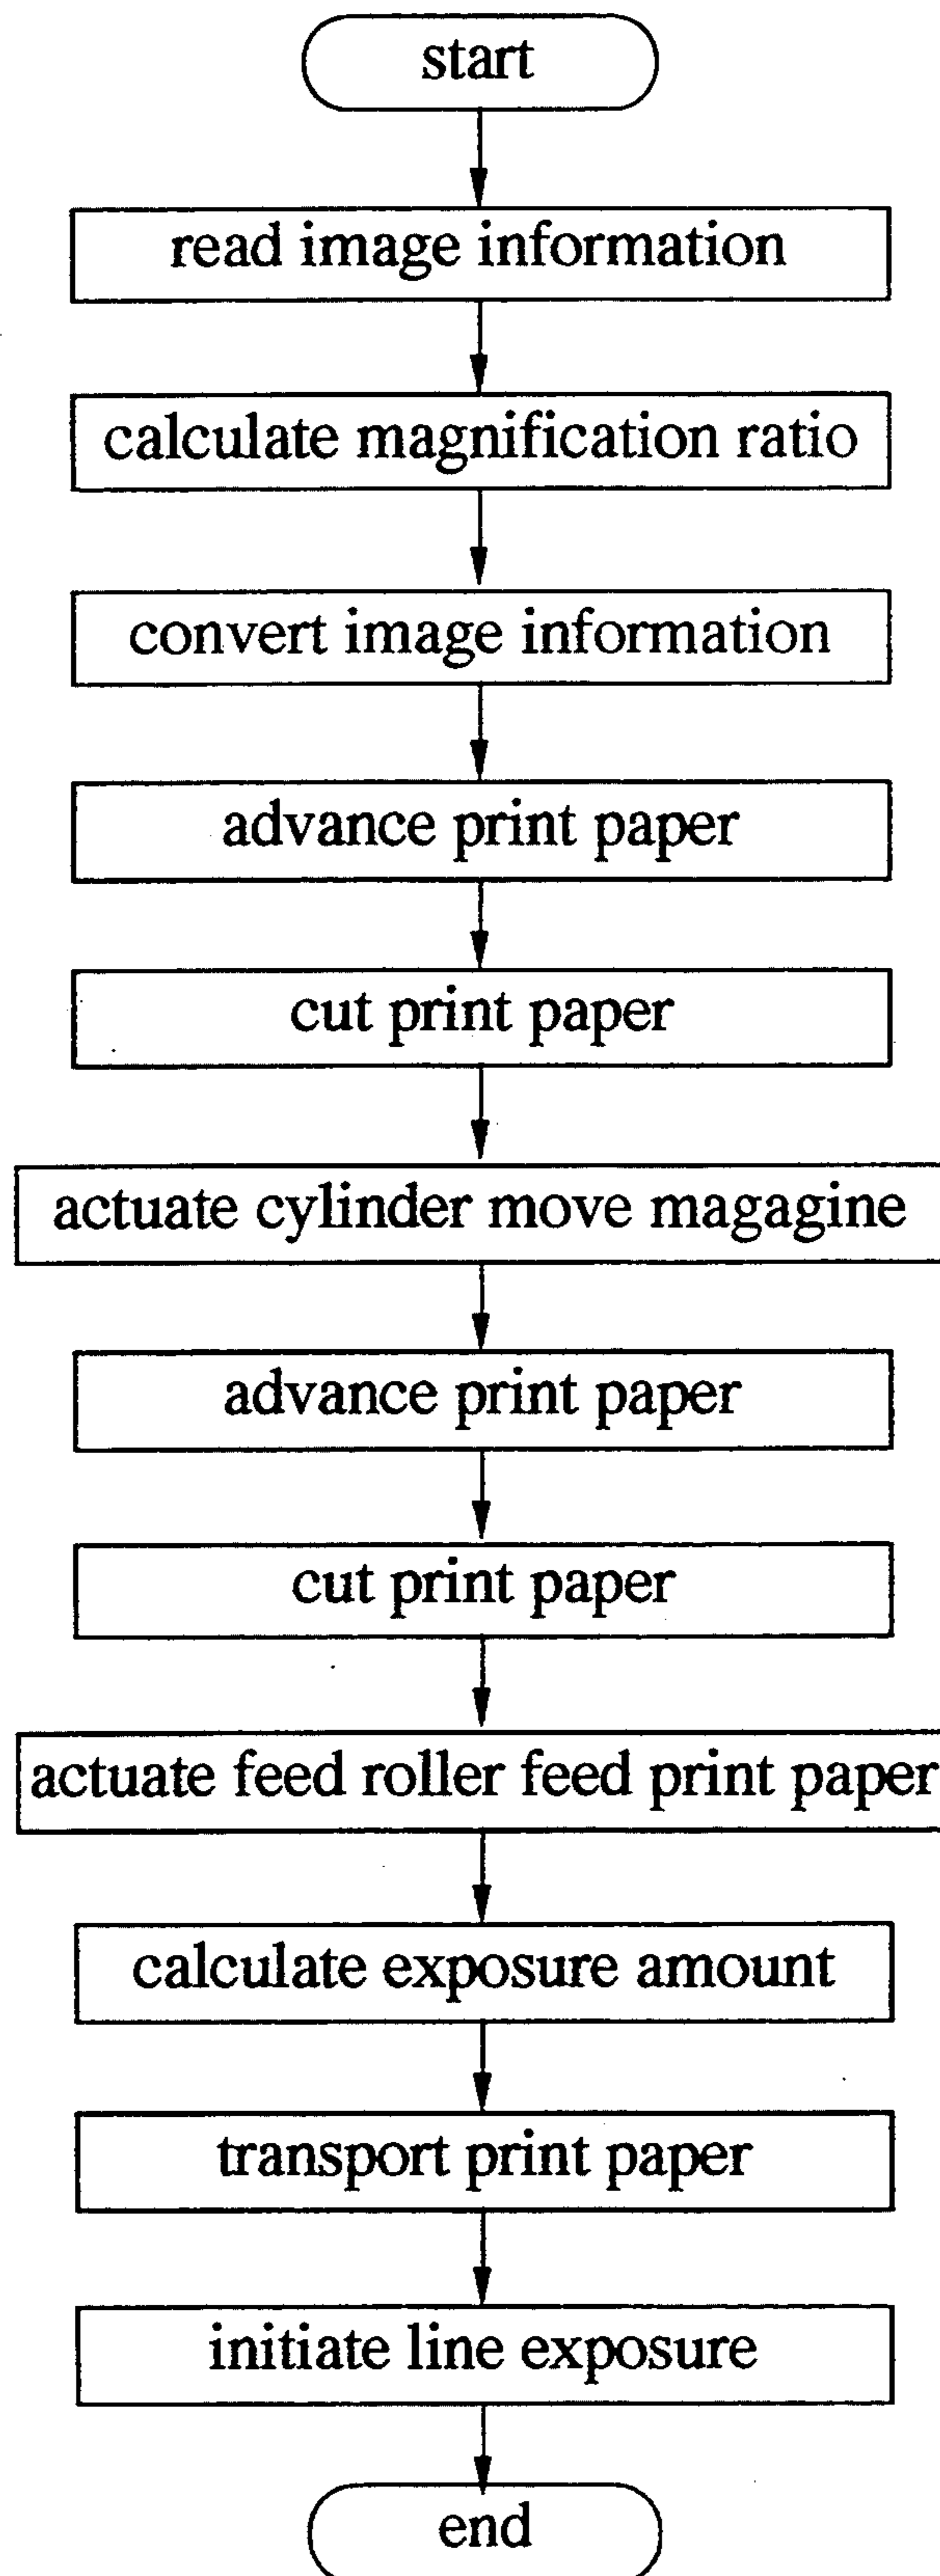 start
read image information
calculate magnification ratio
convert image information
advance print paper
cut print paper
actuate cylinder move magagine
advance print paper
cut print paper
actuate feed roller feed print paper
calculate exposure amount
transport print paper
initiate line exposure
end